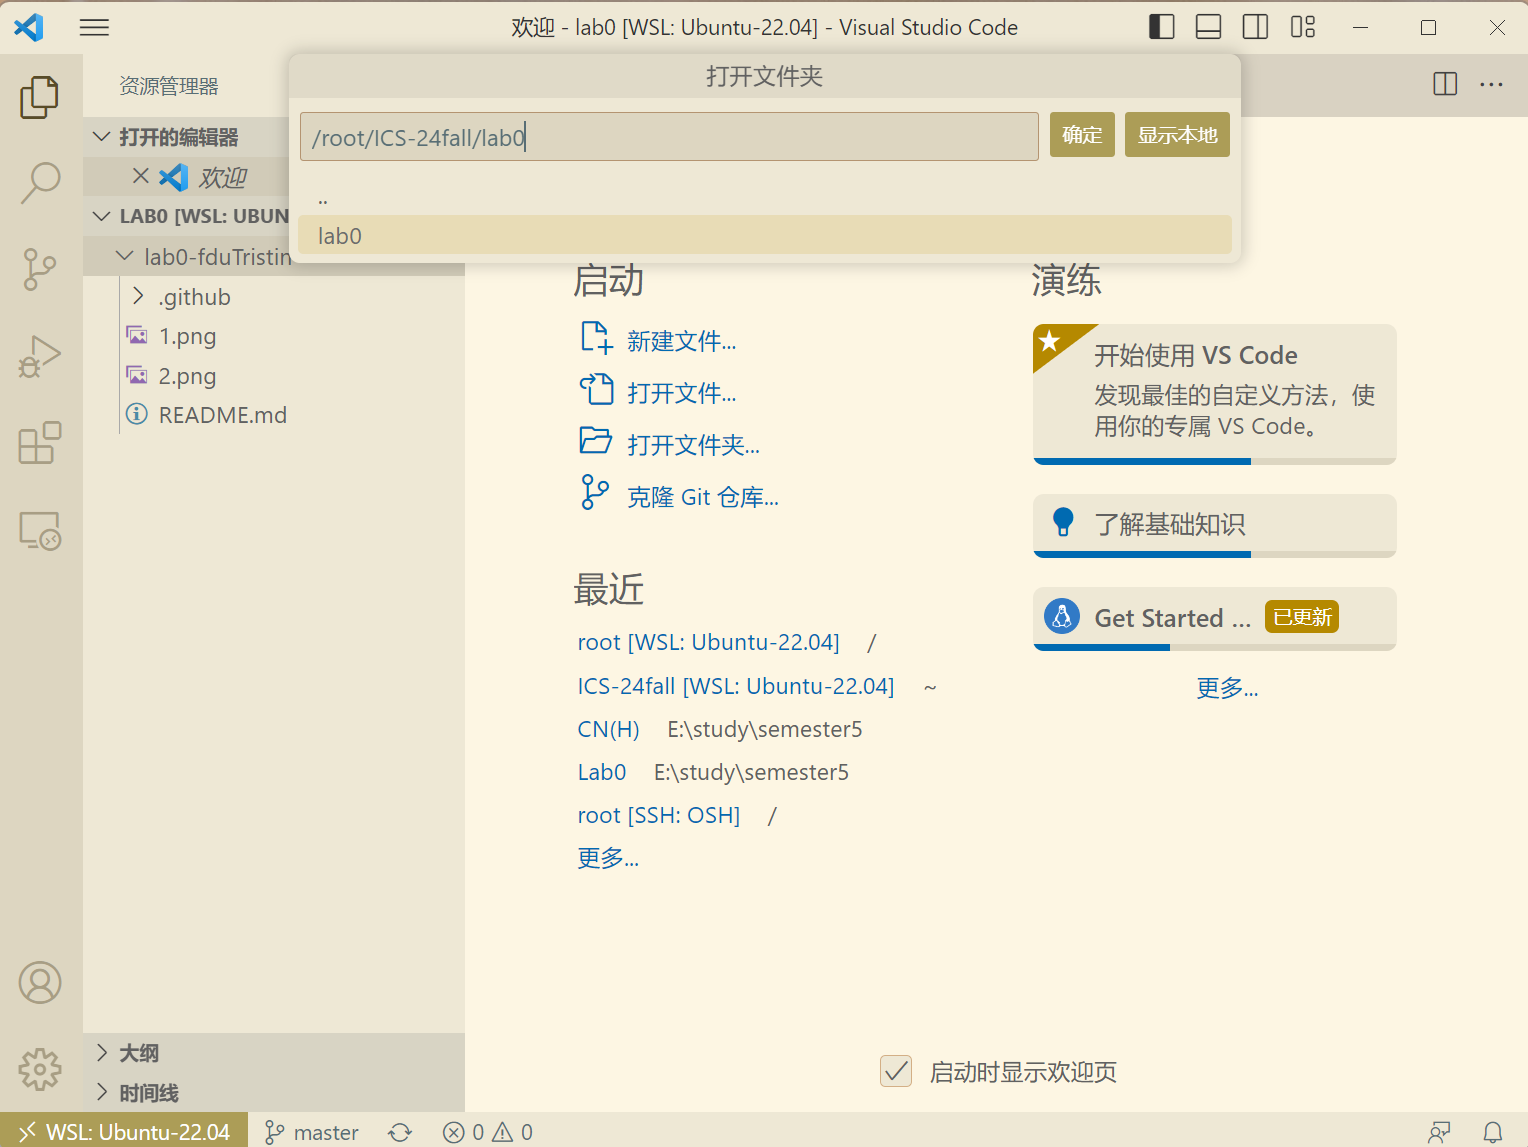 欢迎 - lab0 [WSL: Ubuntu-22.04] - Visual Studio Code
资源管理器
打开的编辑器
欢迎
LAB0 [WSL: UBUN
lab0-fduTristin
.github
1.png
2.png
README.md
大纲
时间线
打开文件夹
/root/ICS-24fall/lab0
确定
显示本地
..
lab0
启动
新建文件...
打开文件...
打开文件夹...
克隆 Git 仓库...
最近
root [WSL: Ubuntu-22.04] /
ICS-24fall [WSL: Ubuntu-22.04] ~
CN(H) E:\study\semester5
Lab0 E:\study\semester5
root [SSH: OSH] /
更多...
演练
开始使用 VS Code
发现最佳的自定义方法，使
用你的专属 VS Code。
了解基础知识
Get Started ... 已更新
更多...
启动时显示欢迎页
WSL: Ubuntu-22.04 master 0 0